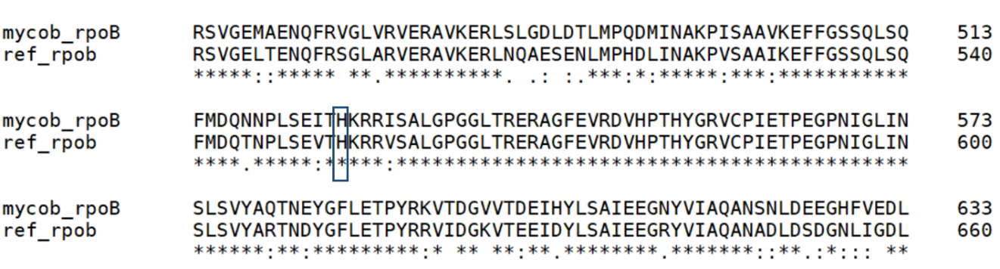 mycob_rpoB RSVGEMAENQFRVGLVRVERAVKERLSLGDLDTLMPQDMINAKPISAAVKEFFGSSQLSQ 513
ref_rpob RSVGELTENQFRSGLARVERAVKERLNQAESENLMPHDLINAKPVSAAIKEFFGSSQLSQ 540
*****::***** **.**********. .: :.***:*:*****:***:***********
mycob_rpoB FMDQNNPLSEITHKRRISALGPGGLTRERAGFEVRDVHPTHYGRVCPIETPEGPNIGLIN 573
ref_rpob FMDQTNPLSEVTHKRRVSALGPGGLTRERAGFEVRDVHPTHYGRVCPIETPEGPNIGLIN 600
****.*****:*****:*******************************************
mycob_rpoB SLSVYAQTNEYGFLETPYRKVTDGVVTDEIHYLSAIEEGNYVIAQANSNLDEEGHFVEDL 633
ref_rpob SLSVYARTNDYGFLETPYRRVIDGKVTEEIDYLSAIEEGRYVIAQANADLDSDGNLIGDL 660
******:**:*********:* ** **:**.********.*******::**.:*::: **